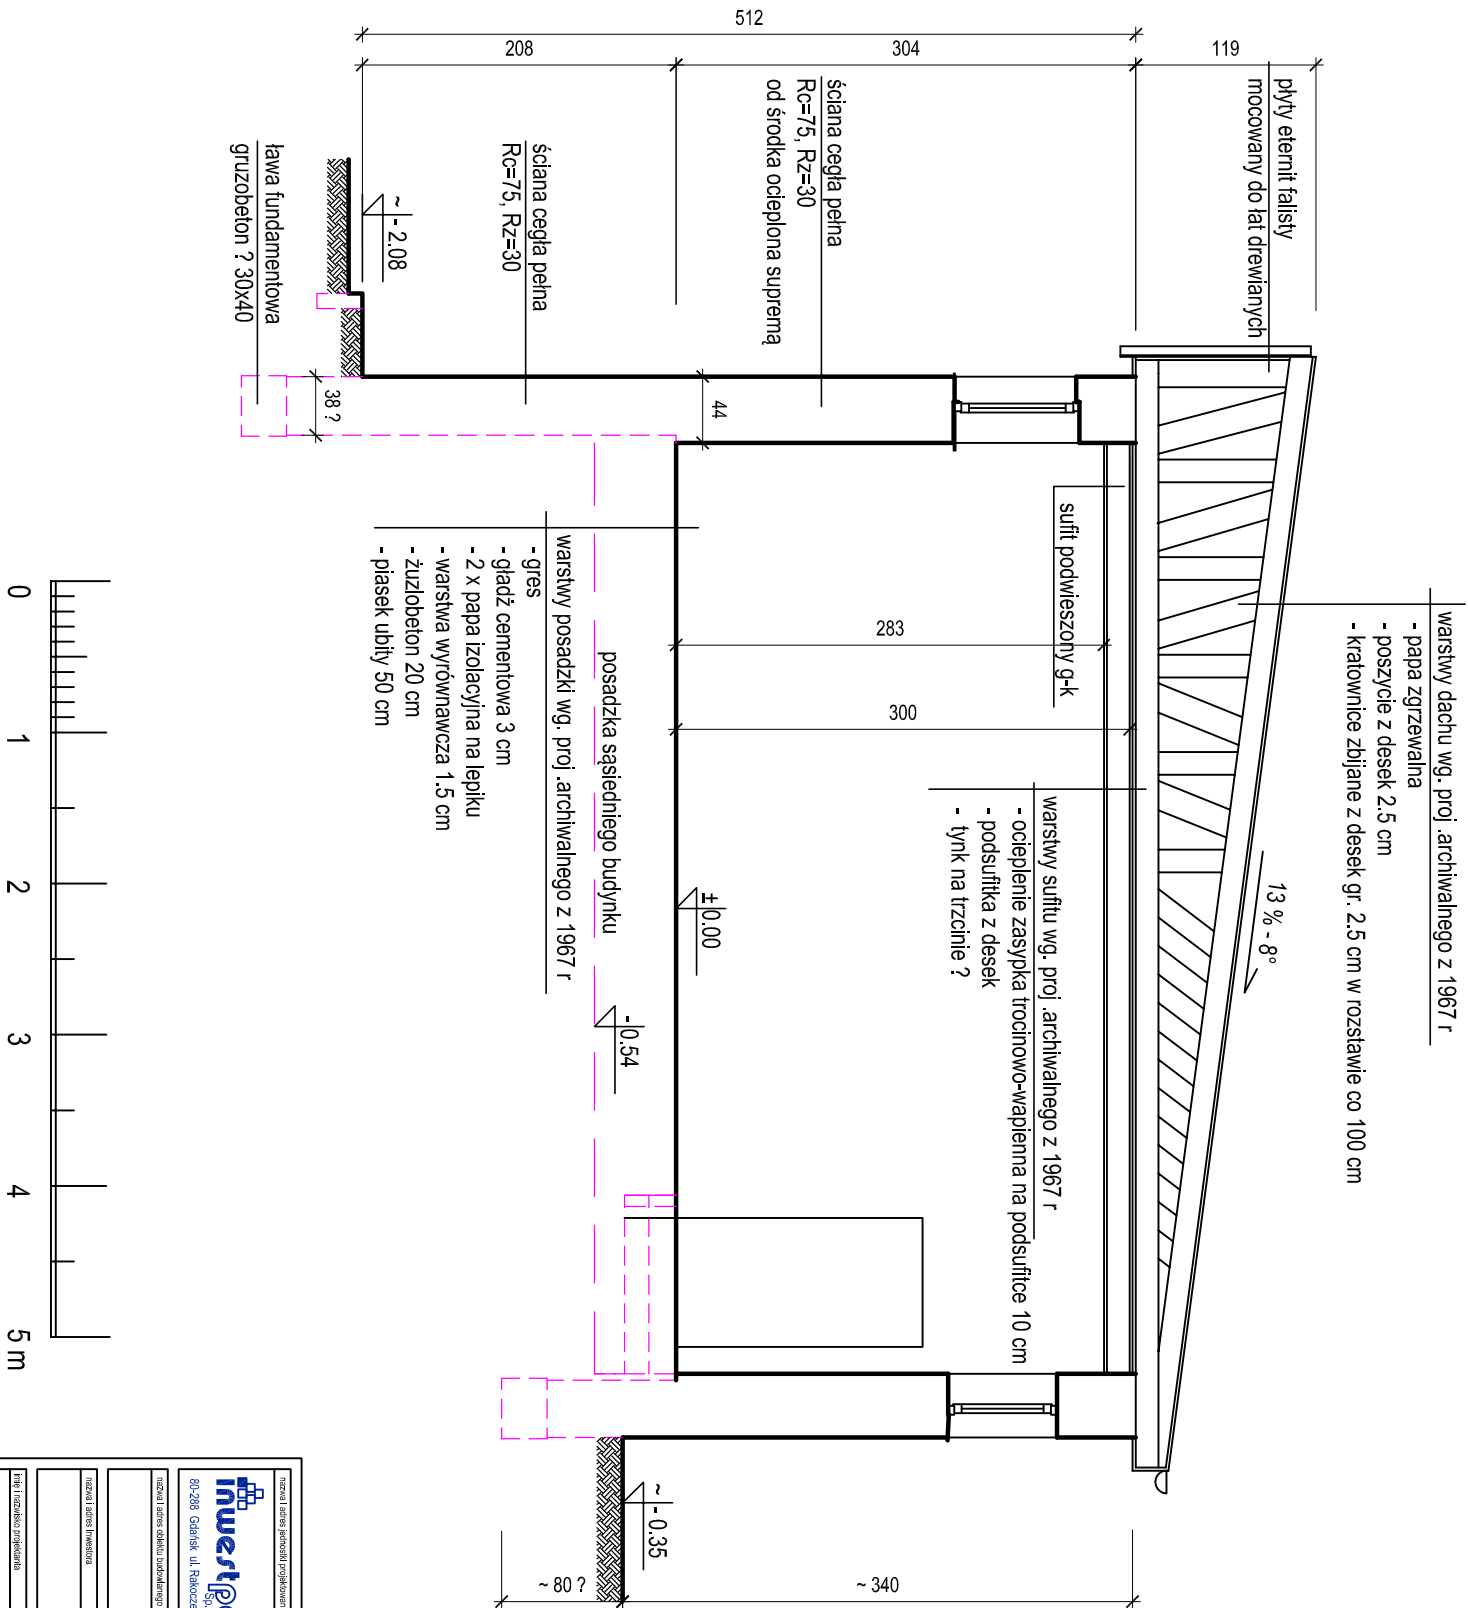 512
208
304
119
płyty eternit falisty
mocowany do łat drewianych
ściana cegła pełna
Rc=75, Rz=30
od środka ocieplona supremą
ściana cegła pełna
Rc=75, Rz=30
~ - 2.08
ława fundamentowa
gruzobeton ? 30x40
38 ?
44
warstwy dachu wg. proj .archiwalnego z 1967 r
- papa zgrzewalna
- poszycie z desek 2.5 cm
- kratownice zbijane z desek gr. 2.5 cm w rozstawie co 100 cm
13 % - 8°
sufit podwieszony g-k
283
300
warstwy sufitu wg. proj .archiwalnego z 1967 r
- ocieplenie zasypka trocinowo-wapienna na podsufitce 10 cm
- podsufitka z desek
- tynk na trzcinie ?
±0.00
- 0.54
posadzka sąsiedniego budynku
warstwy posadzki wg. proj .archiwalnego z 1967 r
- gres
- gładź cementowa 3 cm
- 2 x papa izolacyjna na lepiku
- warstwa wyrównawcza 1.5 cm
- żużlobeton 20 cm
- piasek ubity 50 cm
~ - 0.35
~ 80 ?
~ 340
0 1 2 3 4 5 m
nazwa i adres jednostki projektowan
Inwestp
Sp.
80-288 Gdańsk ul. Rakocze
nazwa i adres obiektu budowlanego
nazwa i adres Inwestora
imię i nazwisko projektanta